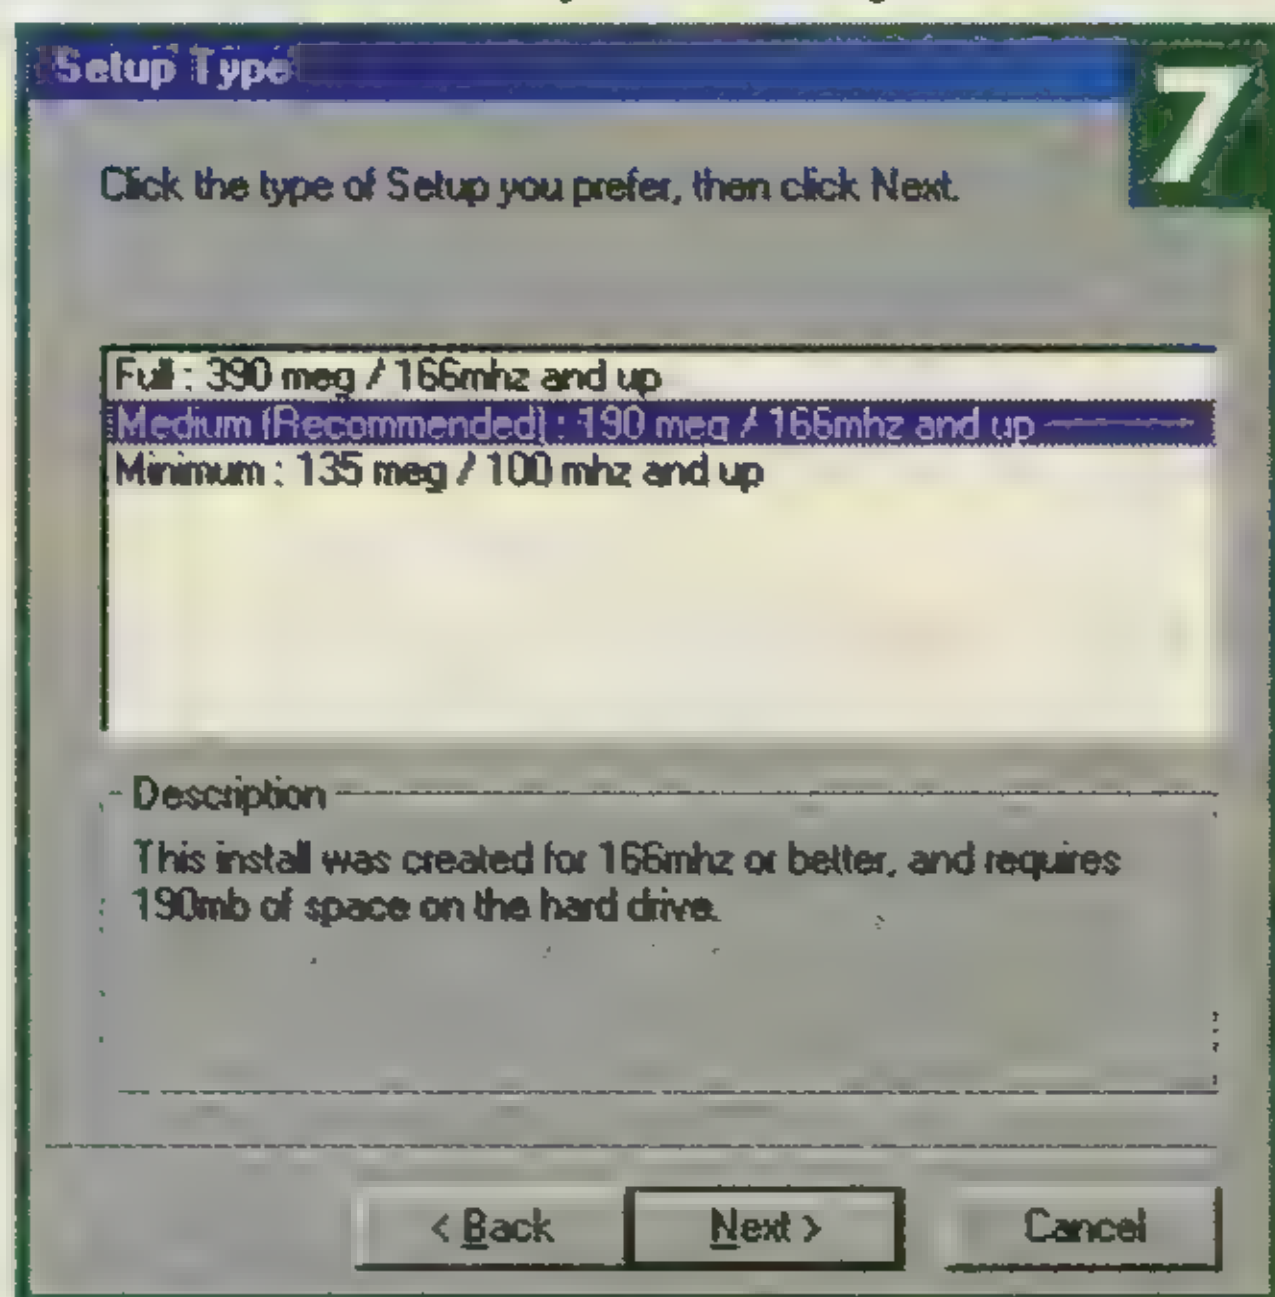 Setup Type
7
Click the type of Setup you prefer, then click Next.
Full : 390 meg / 166mhz and up
Medium (Recommended) : 190 meg / 166mhz and up
Minimum : 135 meg / 100 mhz and up
Description
This install was created for 166mhz or better, and requires
190mb of space on the hard drive.
< Back
Next >
Cancel